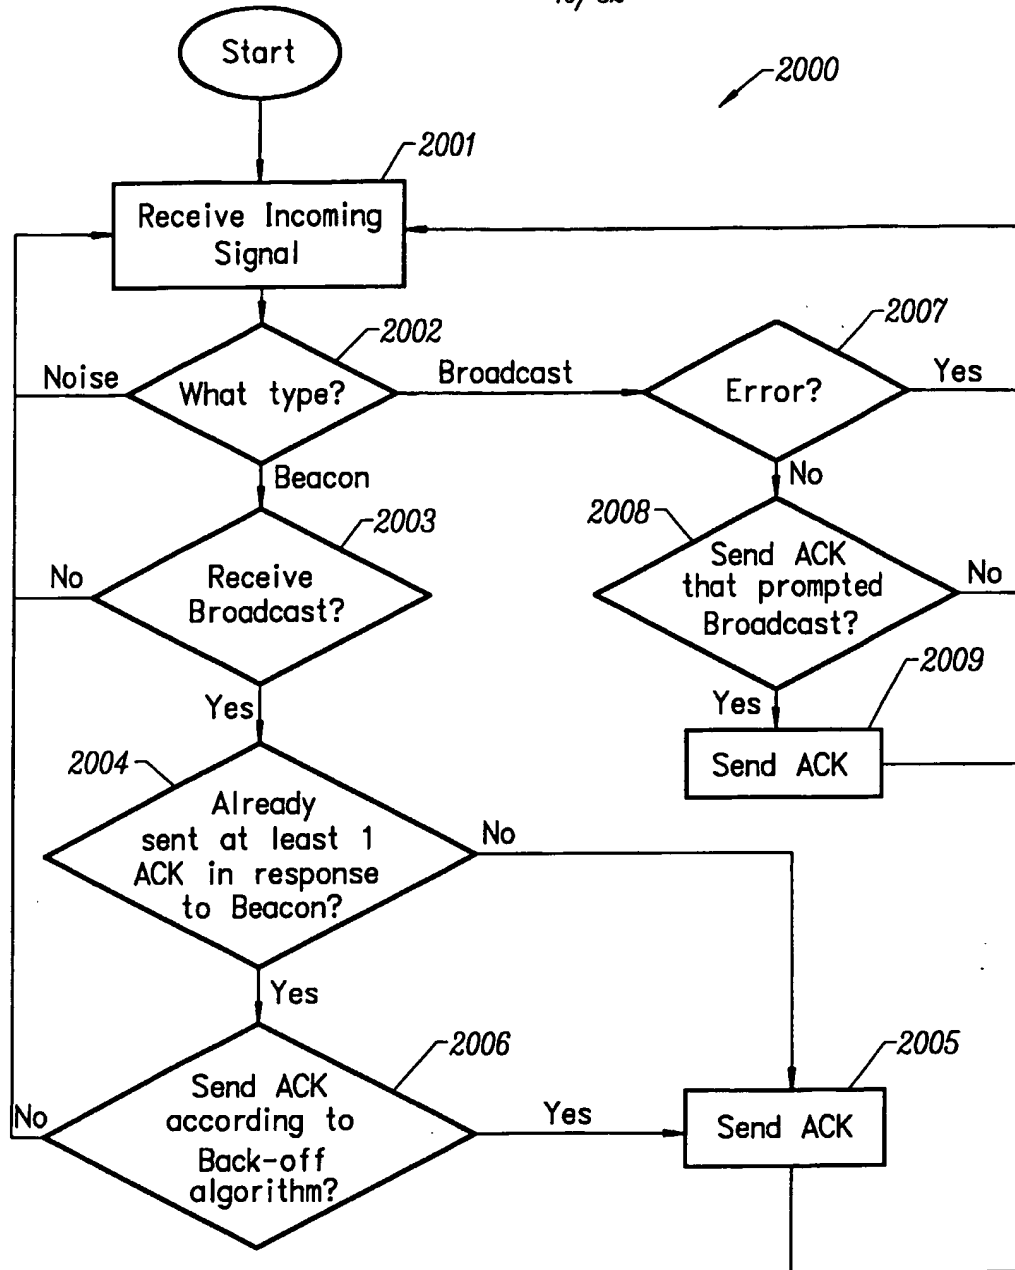 Start
2000
2001
Receive Incoming
Signal
2002
2007
Noise
What type?
Broadcast
Error?
Yes
Beacon
No
2003
2008
No
Receive
Broadcast?
Send ACK
that prompted
Broadcast?
No
2009
Yes
Yes
Send ACK
2004
Already
sent at least 1
ACK in response
to Beacon?
No
Yes
2006
2005
No
Send ACK
according to
Back-off
algorithm?
Yes
Send ACK